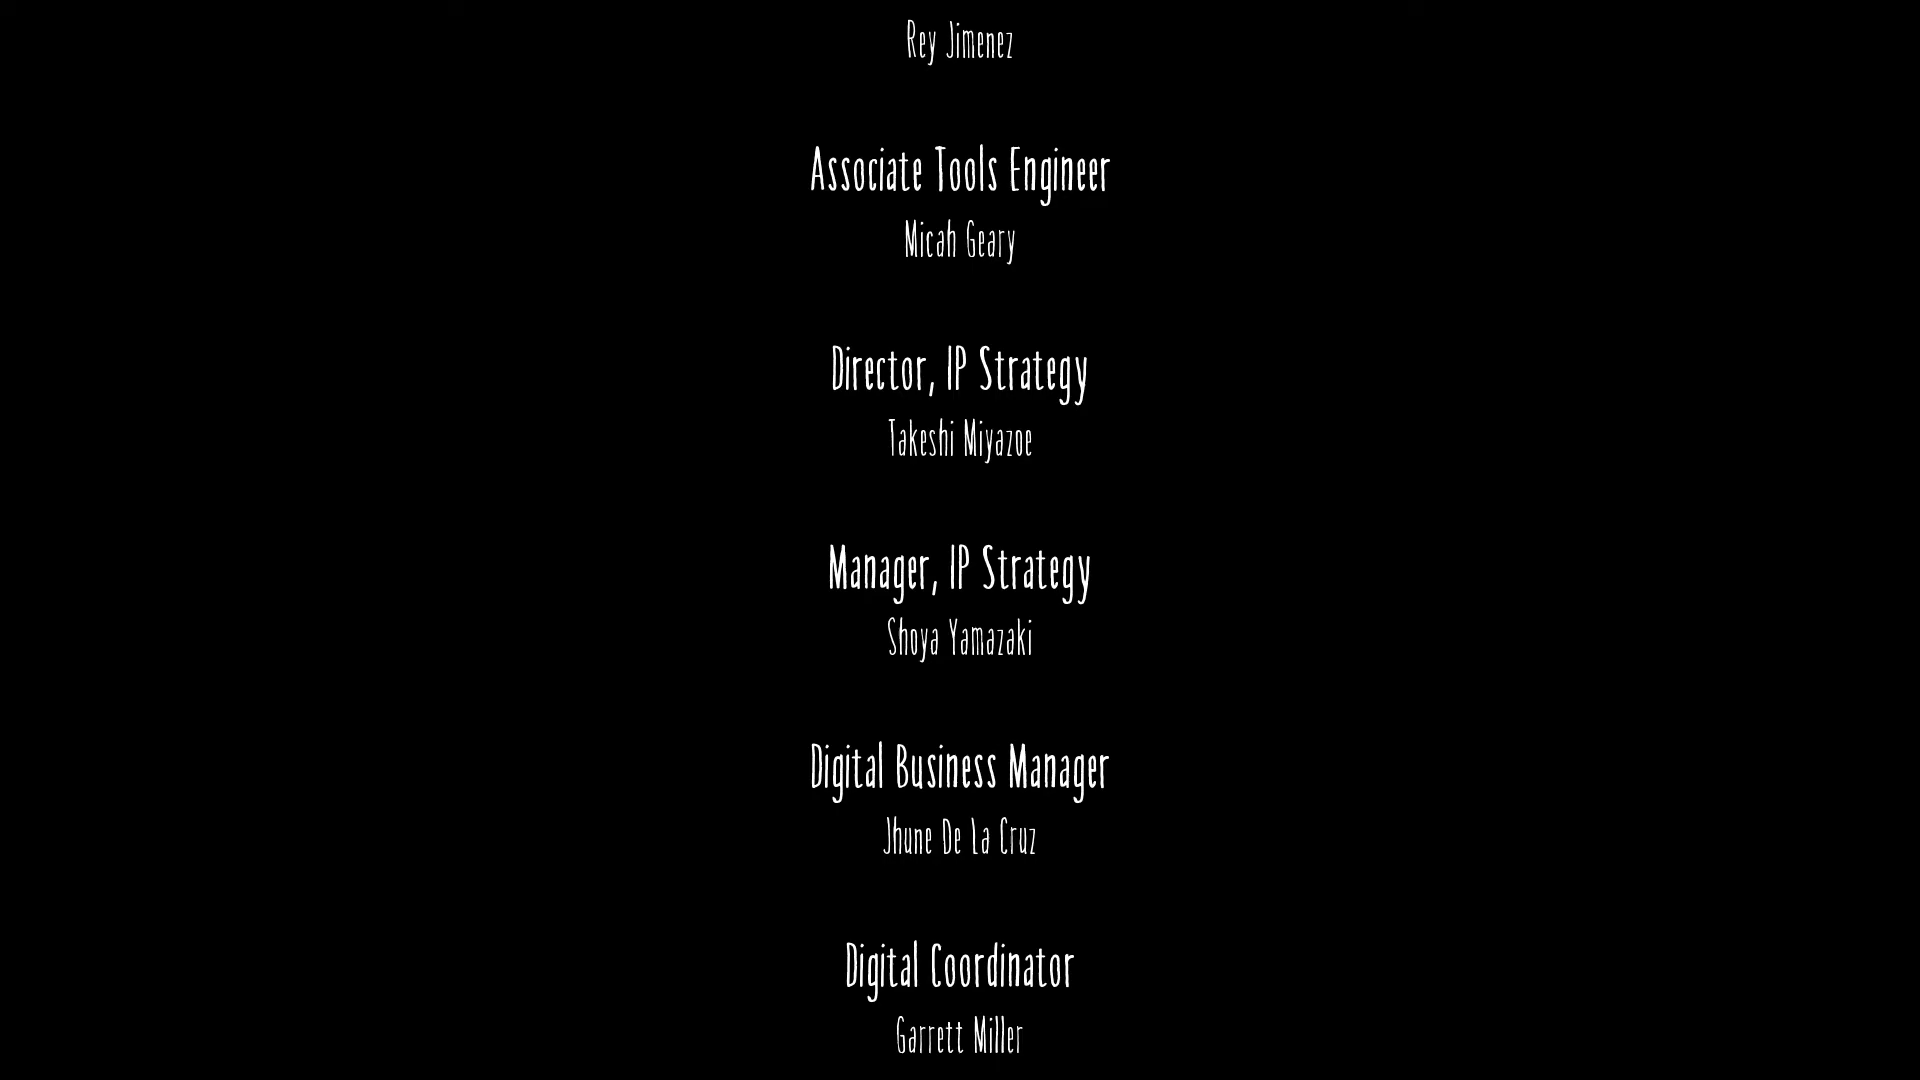 Rey Jimenez
Associate Tools Engineer
Micah Geary
Director, IP Strategy
Takeshi Miyazoe
Manager, IP Strategy
Shoya Yamazaki
Digital Business Manager
Jhune De La Cruz
Digital Coordinator
Garrett Miller